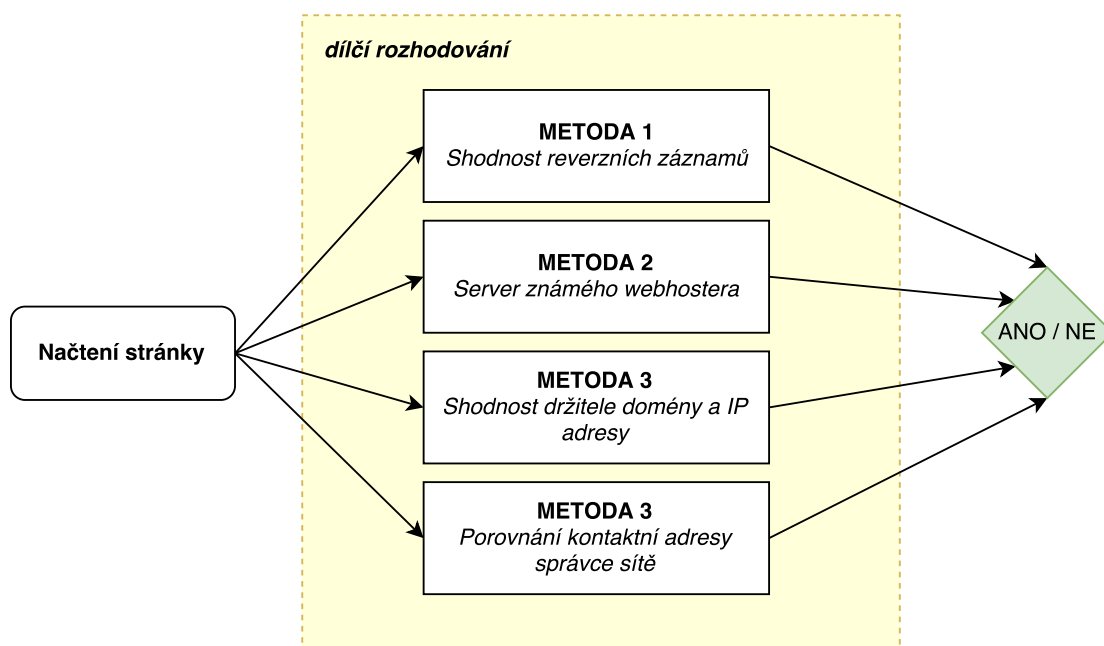 dílčí rozhodování
METODA 1
Shodnost reverzních záznamů
METODA 2
Server známého webhostera
Načtení stránky
ANO / NE
METODA 3
Shodnost držitele domény a IP
adresy
METODA 3
Porovnání kontaktní adresy
správce sítě